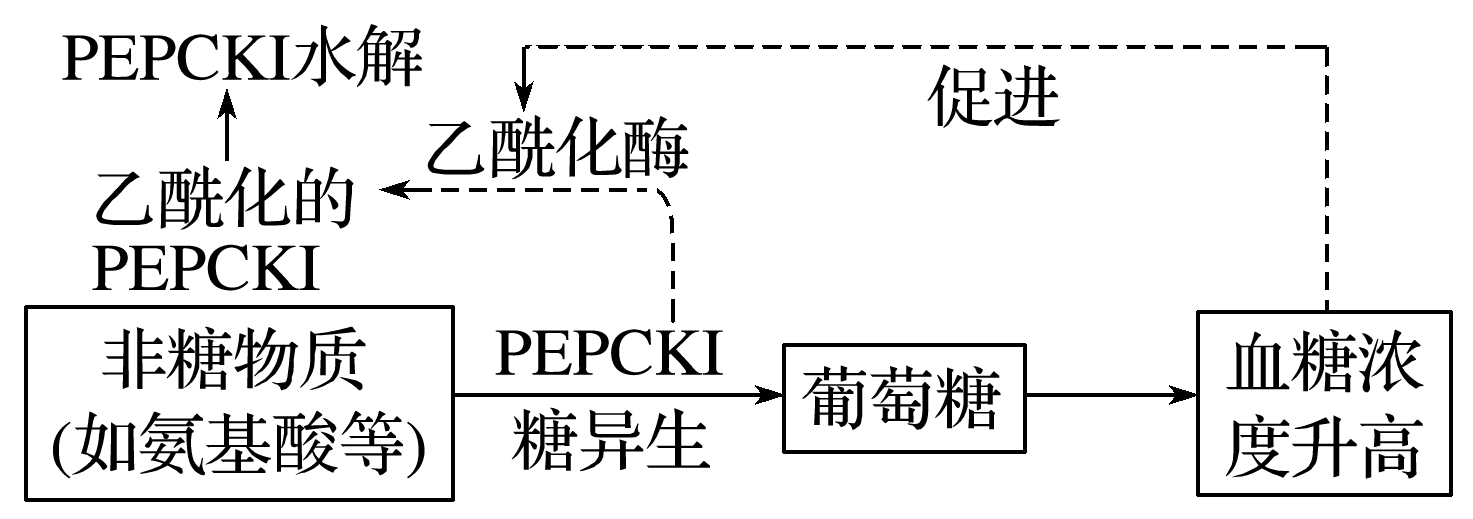 PEPCKI水解
促进
乙酰化酶
乙酰化的
PEPCKI
非糖物质
(如氨基酸等)
PEPCKI
糖异生
葡萄糖
血糖浓
度升高